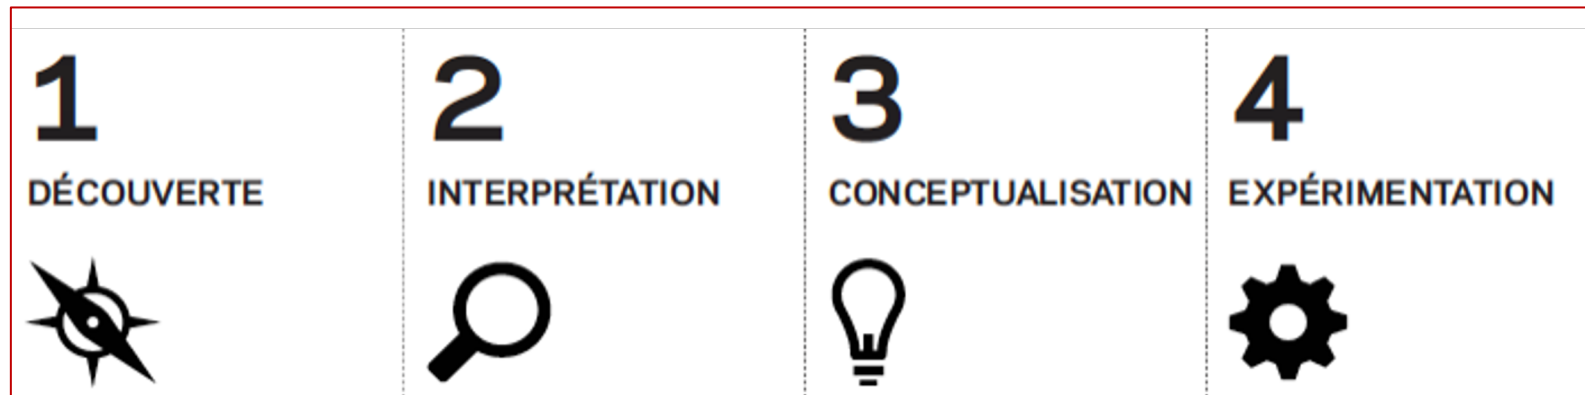 1
DÉCOUVERTE
2
INTERPRÉTATION
3
CONCEPTUALISATION
4
EXPÉRIMENTATION